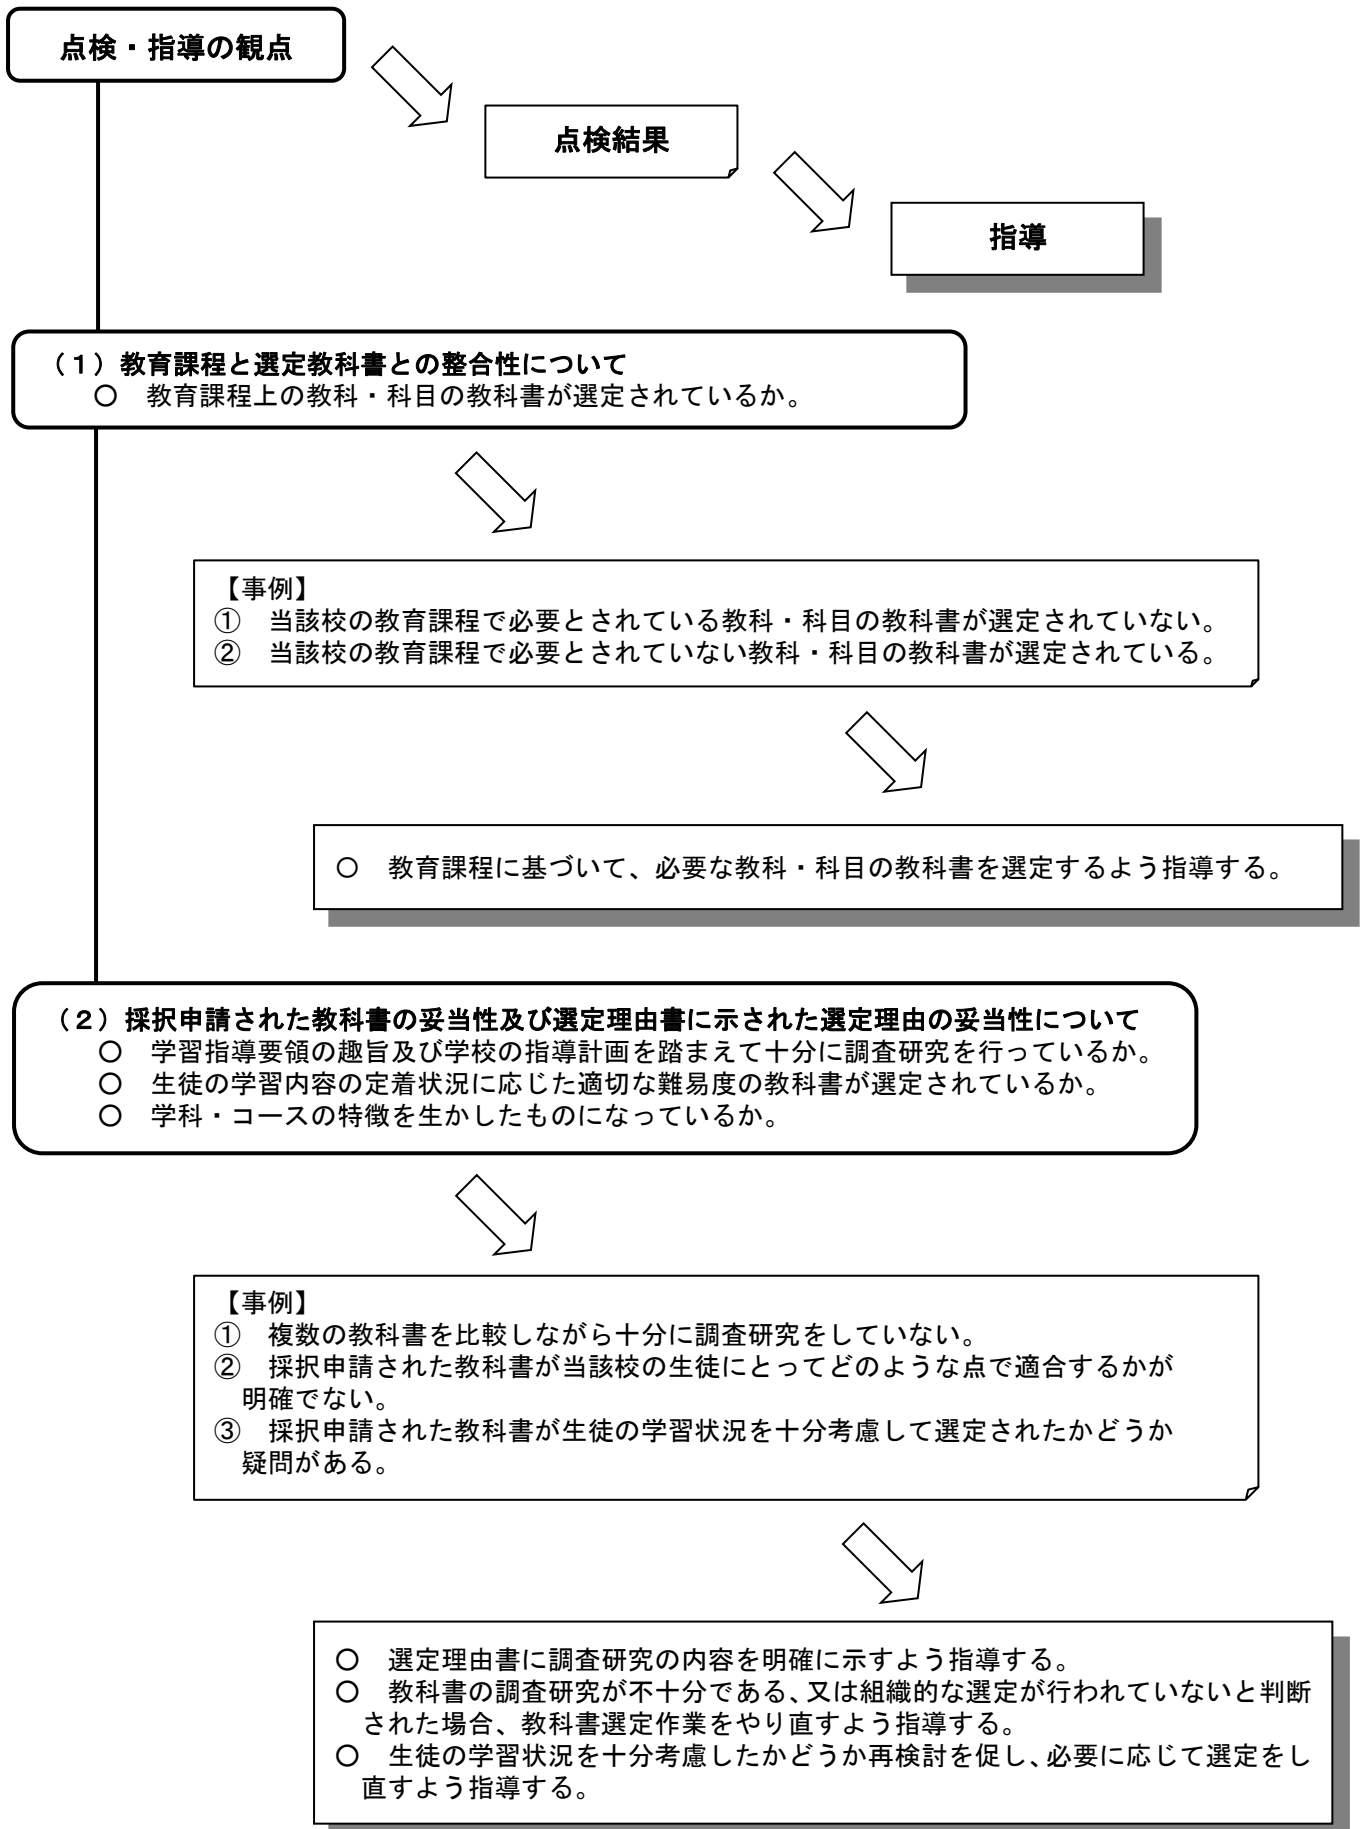 点検・指導の観点
点検結果
指導
（１）教育課程と選定教科書との整合性について
○　教育課程上の教科・科目の教科書が選定されているか。
【事例】
①　当該校の教育課程で必要とされている教科・科目の教科書が選定されていない。
②　当該校の教育課程で必要とされていない教科・科目の教科書が選定されている。
○　教育課程に基づいて、必要な教科・科目の教科書を選定するよう指導する。
（２）採択申請された教科書の妥当性及び選定理由書に示された選定理由の妥当性について
○　学習指導要領の趣旨及び学校の指導計画を踏まえて十分に調査研究を行っているか。
○　生徒の学習内容の定着状況に応じた適切な難易度の教科書が選定されているか。
○　学科・コースの特徴を生かしたものになっているか。
【事例】
①　複数の教科書を比較しながら十分に調査研究をしていない。
②　採択申請された教科書が当該校の生徒にとってどのような点で適合するかが
明確でない。
③　採択申請された教科書が生徒の学習状況を十分考慮して選定されたかどうか
疑問がある。
○　選定理由書に調査研究の内容を明確に示すよう指導する。
○　教科書の調査研究が不十分である、又は組織的な選定が行われていないと判断
された場合、教科書選定作業をやり直すよう指導する。
○　生徒の学習状況を十分考慮したかどうか再検討を促し、必要に応じて選定をし
直すよう指導する。